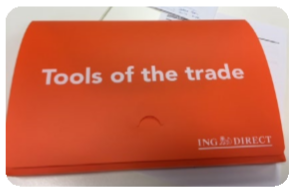 Tools of the trade
ING DIRECT